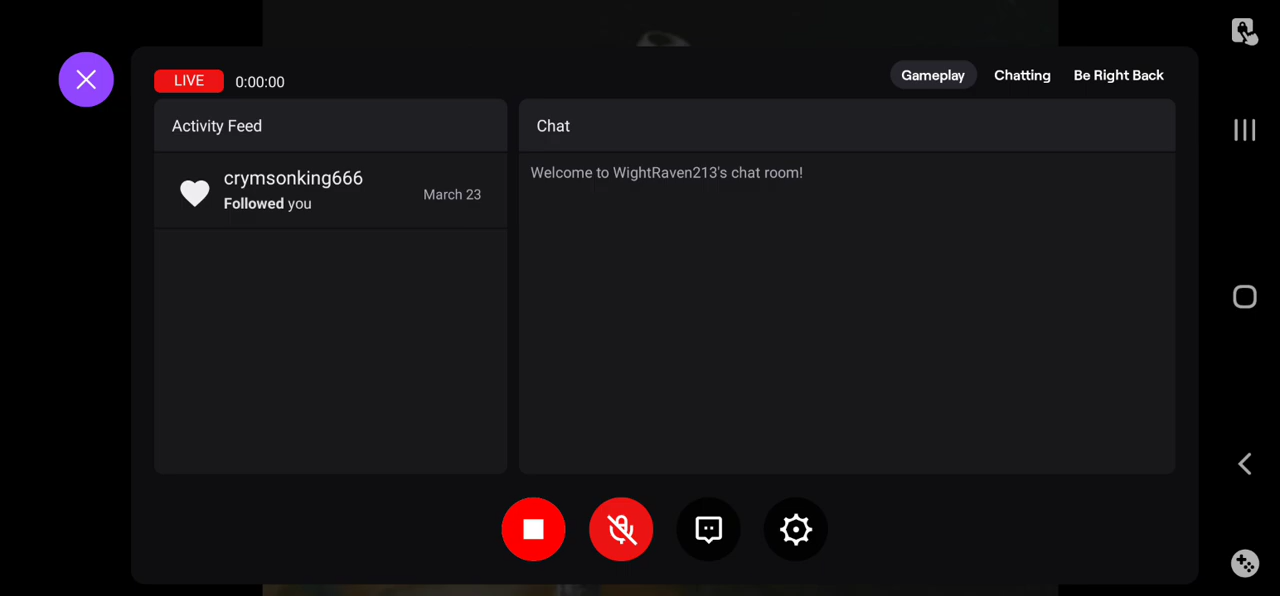 LIVE 0:00:00
Gameplay Chatting Be Right Back
Activity Feed
crymsonking666
Followed you
March 23
Chat
Welcome to WightRaven213's chat room!